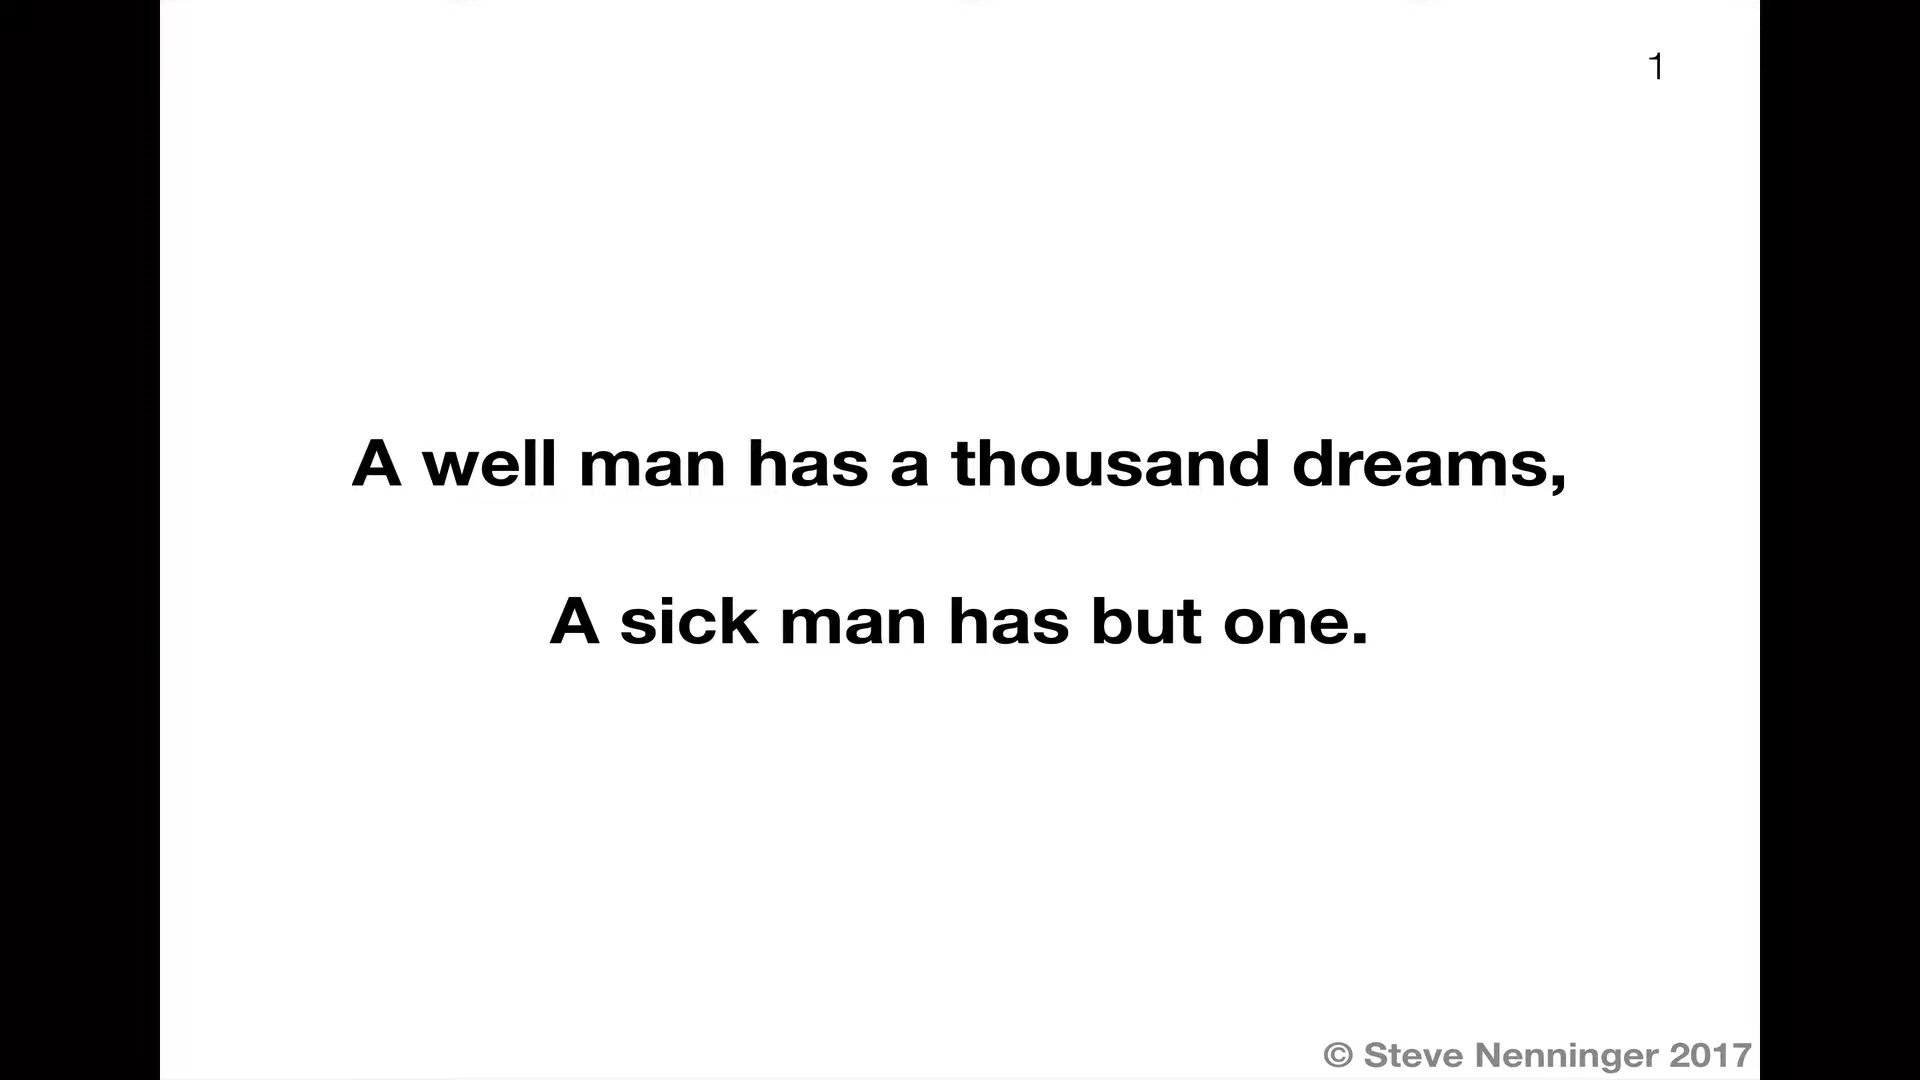 1
A well man has a thousand dreams,
A sick man has but one.
© Steve Nenninger 2017